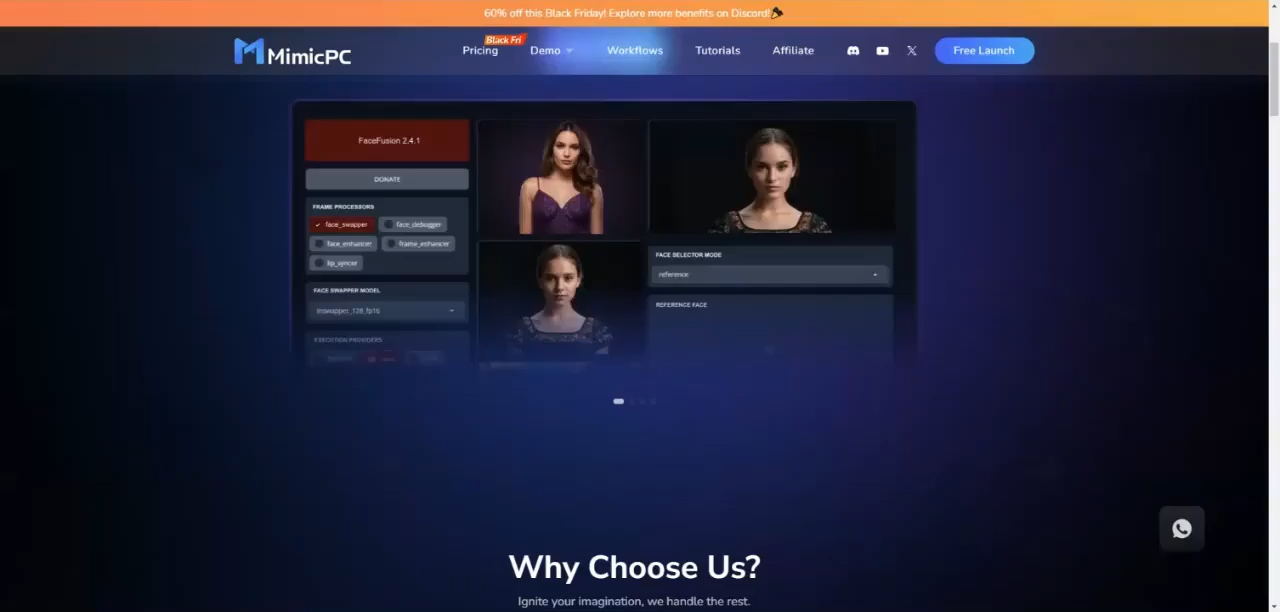 60% off this Black Friday! Explore more benefits on Discord!
MimicPC
Pricing
Black Fri
Demo
Workflows
Tutorials
Affiliate
Free Launch
FaceFusion 2.4.1
DONATE
FRAME PROCESSORS
face_swapper
face_debugger
face_enhancer
frame_enhancer
lip_syncer
FACE SWAPPER MODEL
inswapper_128_fp16
EXECUTION PROVIDERS
FACE SELECTOR MODE
reference
REFERENCE FACE
Why Choose Us?
Ignite your imagination, we handle the rest.